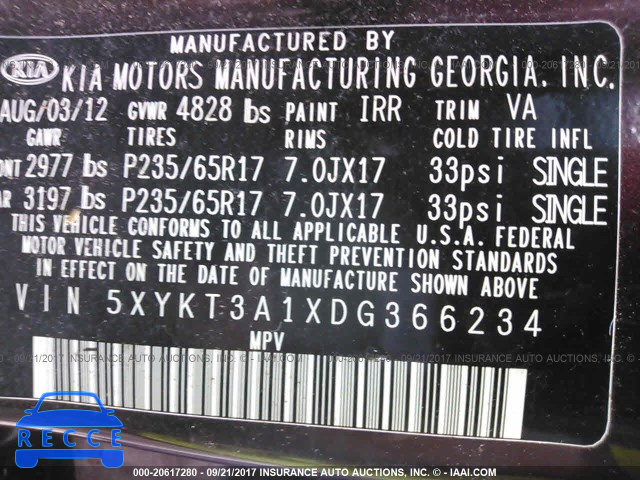 MANUFACTURED BY
KIA KIA MOTORS MANUFACTURING GEORGIA. INC.
AUG/03/12 GVWR 4828 lbs PAINT IRR TRIM VA
GAWR TIRES RIMS COLD TIRE INFL
ONT 2977 lbs P235/65R17 7.0JX17 33psi SINGLE
AR 3197 lbs P235/65R17 7.0JX17 33psi SINGLE
THIS VEHICLE CONFORMS TO ALL APPLICABLE U.S.A. FEDERAL
MOTOR VEHICLE SAFETY AND THEFT PREVENTION STANDARDS
IN EFFECT ON THE DATE OF MANUFACTURE SHOWN ABOVE
VIN 5XYKT3A1XDG366234
MPV
RECCE
000-20617280 - 09/21/2017 INSURANCE AUTO AUCTIONS, INC. - © - IAAI.COM